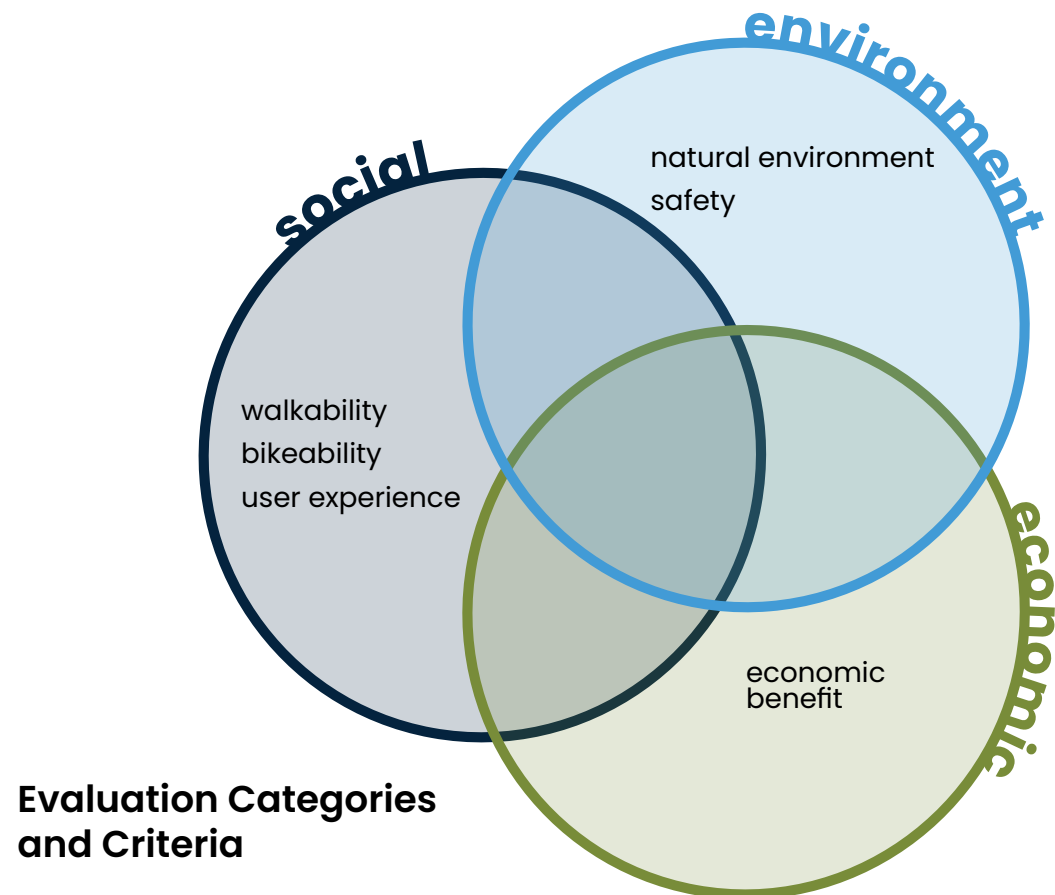 environment
natural environment
safety
social
walkability
bikeability
user experience
economic
economic
benefit
Evaluation Categories
and Criteria